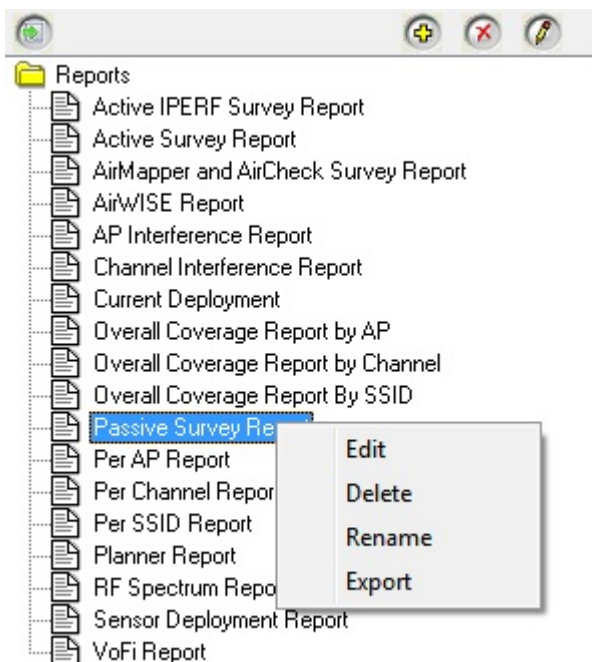 Reports
Active IPERF Survey Report
Active Survey Report
AirMapper and AirCheck Survey Report
AirWISE Report
AP Interference Report
Channel Interference Report
Current Deployment
Overall Coverage Report by AP
Overall Coverage Report by Channel
Overall Coverage Report By SSID
Passive Survey Re
Per AP Report
Per Channel Repor
Per SSID Report
Planner Report
RF Spectrum Repo
Sensor Deployment Report
VoFi Report
Edit
Delete
Rename
Export